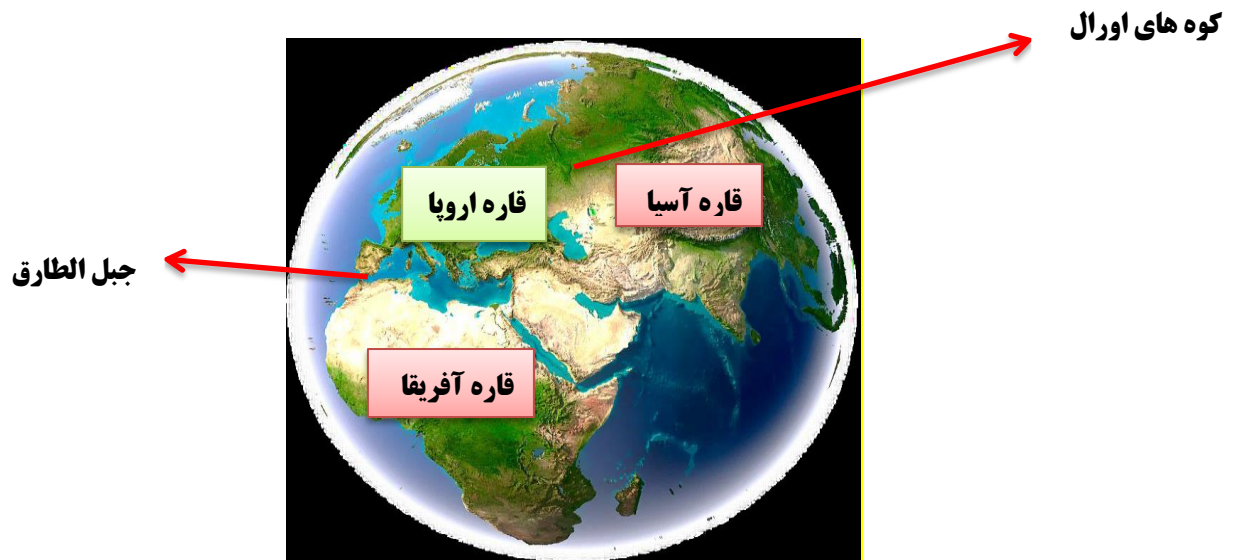 کوه های اورال
قاره آسیا
قاره اروپا
جبل الطارق
قاره آفریقا